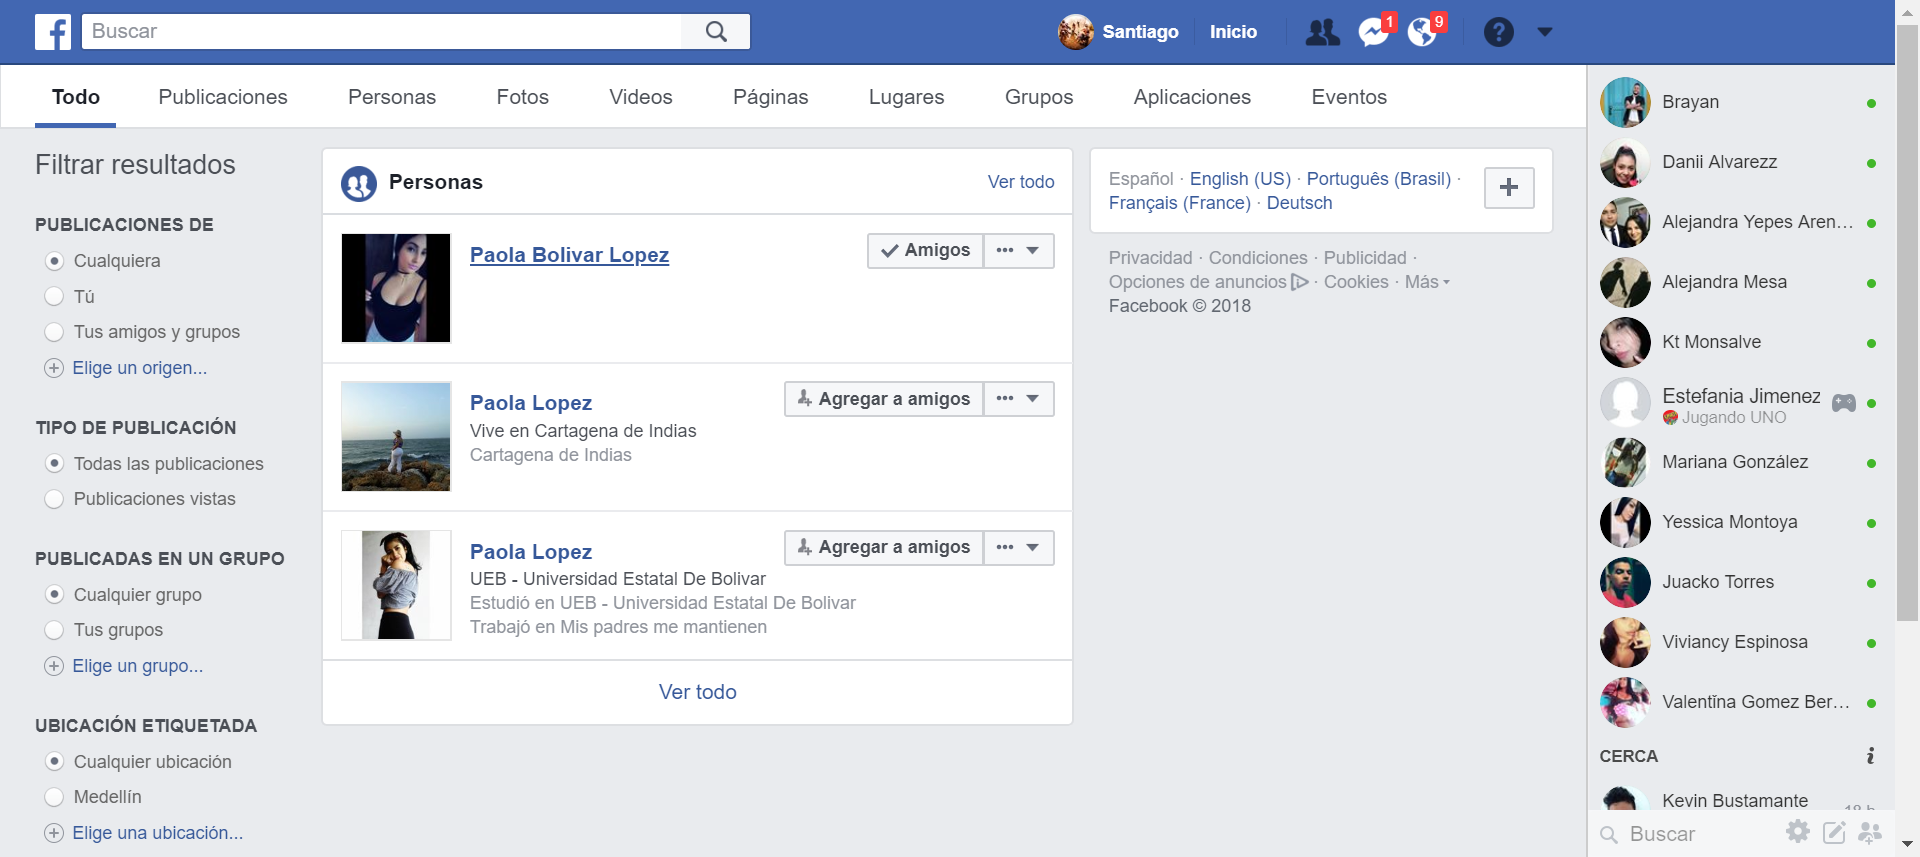 Buscar
Santiago
Inicio
1
9
Todo
Publicaciones
Personas
Fotos
Videos
Páginas
Lugares
Grupos
Aplicaciones
Eventos
Filtrar resultados
PUBLICACIONES DE
Cualquiera
Tú
Tus amigos y grupos
Elige un origen...
TIPO DE PUBLICACIÓN
Todas las publicaciones
Publicaciones vistas
PUBLICADAS EN UN GRUPO
Cualquier grupo
Tus grupos
Elige un grupo...
UBICACIÓN ETIQUETADA
Cualquier ubicación
Medellín
Elige una ubicación...
Personas
Ver todo
Paola Bolivar Lopez
Amigos
Paola Lopez
Agregar a amigos
Vive en Cartagena de Indias
Cartagena de Indias
Paola Lopez
Agregar a amigos
UEB - Universidad Estatal De Bolivar
Estudió en UEB - Universidad Estatal De Bolivar
Trabajó en Mis padres me mantienen
Ver todo
Español · English (US) · Português (Brasil) ·
Français (France) · Deutsch
Privacidad · Condiciones · Publicidad ·
Opciones de anuncios · Cookies · Más
Facebook © 2018
Brayan
Danii Alvarezz
Alejandra Yepes Aren...
Alejandra Mesa
Kt Monsalve
Estefania Jimenez
Jugando UNO
Mariana González
Yessica Montoya
Juacko Torres
Viviancy Espinosa
Valentĭna Gomez Ber...
CERCA
Kevin Bustamante
Buscar